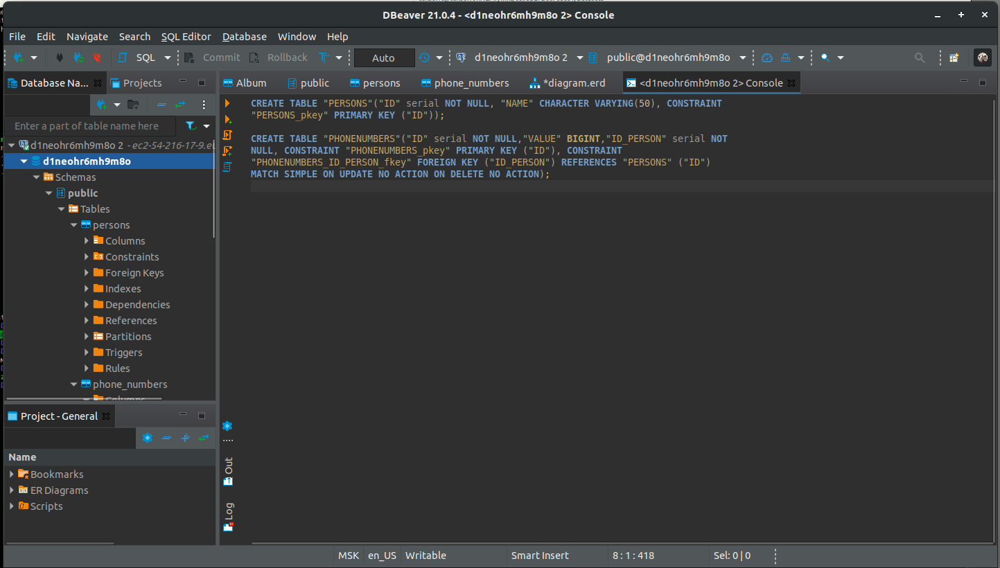 DBeaver 21.0.4 - <d1neohr6mh9m8o 2> Console
File Edit Navigate Search SQL Editor Database Window Help
SQL Commit Rollback Auto d1neohr6mh9m8o 2 public@d1neohr6mh9m8o
Database Na... Projects
Album public persons phone_numbers *diagram.erd <d1neohr6mh9m8o 2> Console
Enter a part of table name here
d1neohr6mh9m8o 2 - ec2-54-216-17-9.eu
d1neohr6mh9m8o
Schemas
public
Tables
persons
Columns
Constraints
Foreign Keys
Indexes
Dependencies
References
Partitions
Triggers
Rules
phone_numbers
Columns
CREATE TABLE "PERSONS"("ID" serial NOT NULL, "NAME" CHARACTER VARYING(50), CONSTRAINT
"PERSONS_pkey" PRIMARY KEY ("ID"));
CREATE TABLE "PHONENUMBERS"("ID" serial NOT NULL,"VALUE" BIGINT,"ID_PERSON" serial NOT
NULL, CONSTRAINT "PHONENUMBERS_pkey" PRIMARY KEY ("ID"), CONSTRAINT
"PHONENUMBERS_ID_PERSON_fkey" FOREIGN KEY ("ID_PERSON") REFERENCES "PERSONS" ("ID")
MATCH SIMPLE ON UPDATE NO ACTION ON DELETE NO ACTION);
Project - General
Name
Bookmarks
ER Diagrams
Scripts
Out
Log
MSK en_US Writable Smart Insert 8 : 1 : 418 Sel: 0 | 0